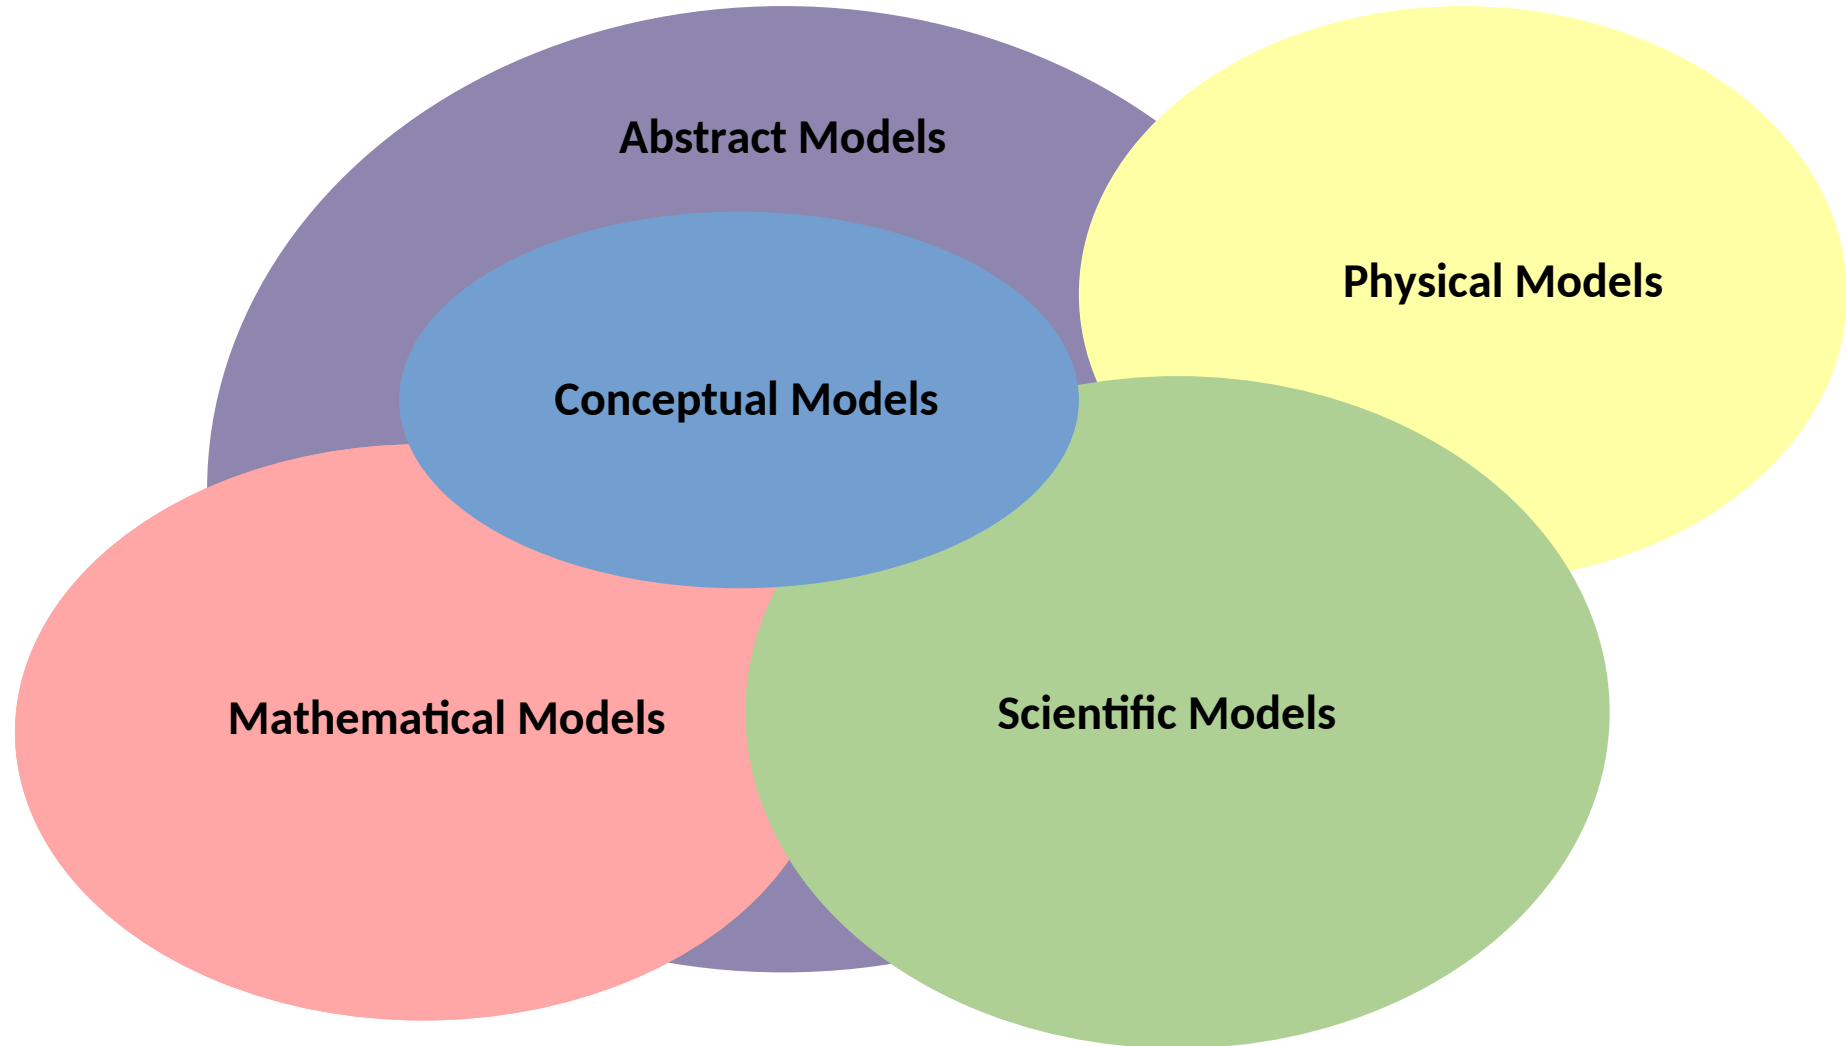 Abstract Models
Physical Models
Conceptual Models
Mathematical Models
Scientific Models